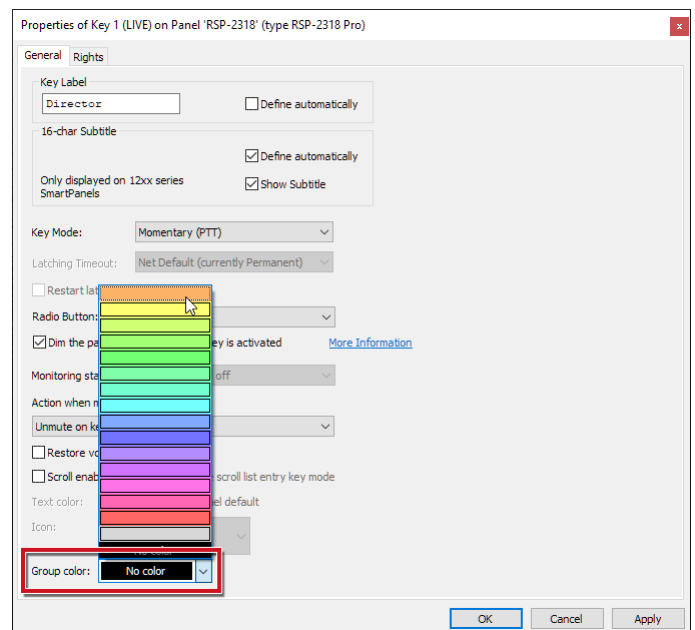 Properties of Key 1 (LIVE) on Panel 'RSP-2318' (type RSP-2318 Pro)
x
General Rights
Key Label
Director Define automatically
16-char Subtitle
Define automatically
Only displayed on 12xx series
SmartPanels
Show Subtitle
Key Mode: Momentary (PTT)
Latching Timeout: Net Default (currently Permanent)
Restart lat
Radio Button:
Dim the pa ey is activated More Information
Monitoring sta off
Action when m
Unmute on ke
Restore vo
Scroll enab scroll list entry key mode
Text color: el default
Icon:
No color
Group color: No color
OK Cancel Apply